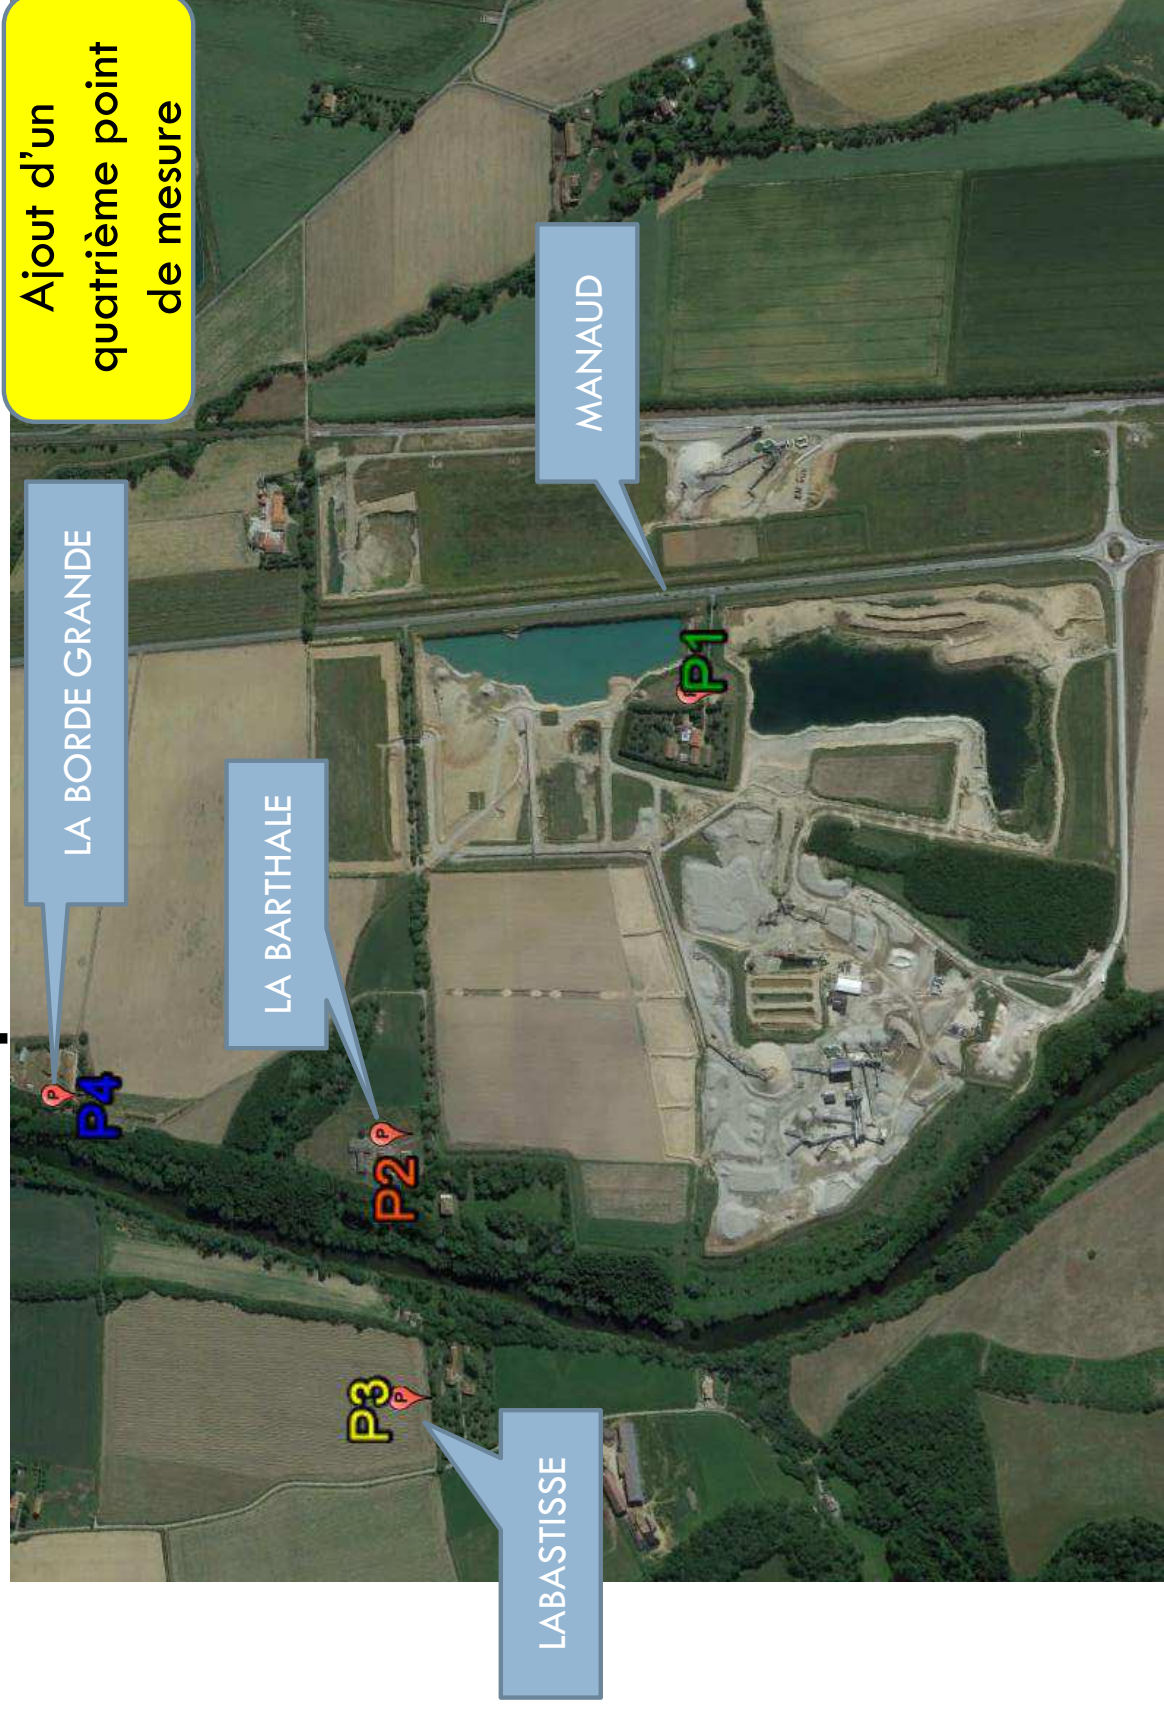 Ajout d'un
quatrième point
de mesure
LA BORDE GRANDE
LA BARTHALE
MANAUD
LABASTISSE
P4
P2
P3
P1
P
P
P